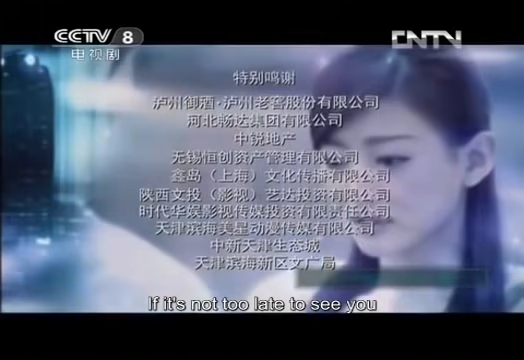 CCTV 8
电视剧
CNTV
特别鸣谢
泸州御酒·泸州老窖股份有限公司
河北畅达集团有限公司
中锐地产
无锡恒创资产管理有限公司
鑫岛（上海）文化传播有限公司
陕西文投（影视）艺达投资有限公司
时代华娱影视传媒投资有限责任公司
天津滨海美星动漫传媒有限公司
中新天津生态城
天津滨海新区文广局
If it's not too late to see you